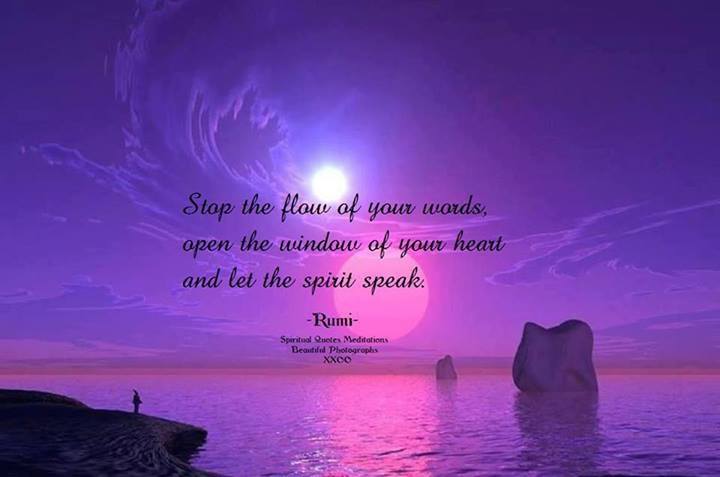 Stop the flow of your words,
open the window of your heart
and let the spirit speak.
-Rumi-
Spiritual Quotes Meditations
Beautiful Photographs
XXOO